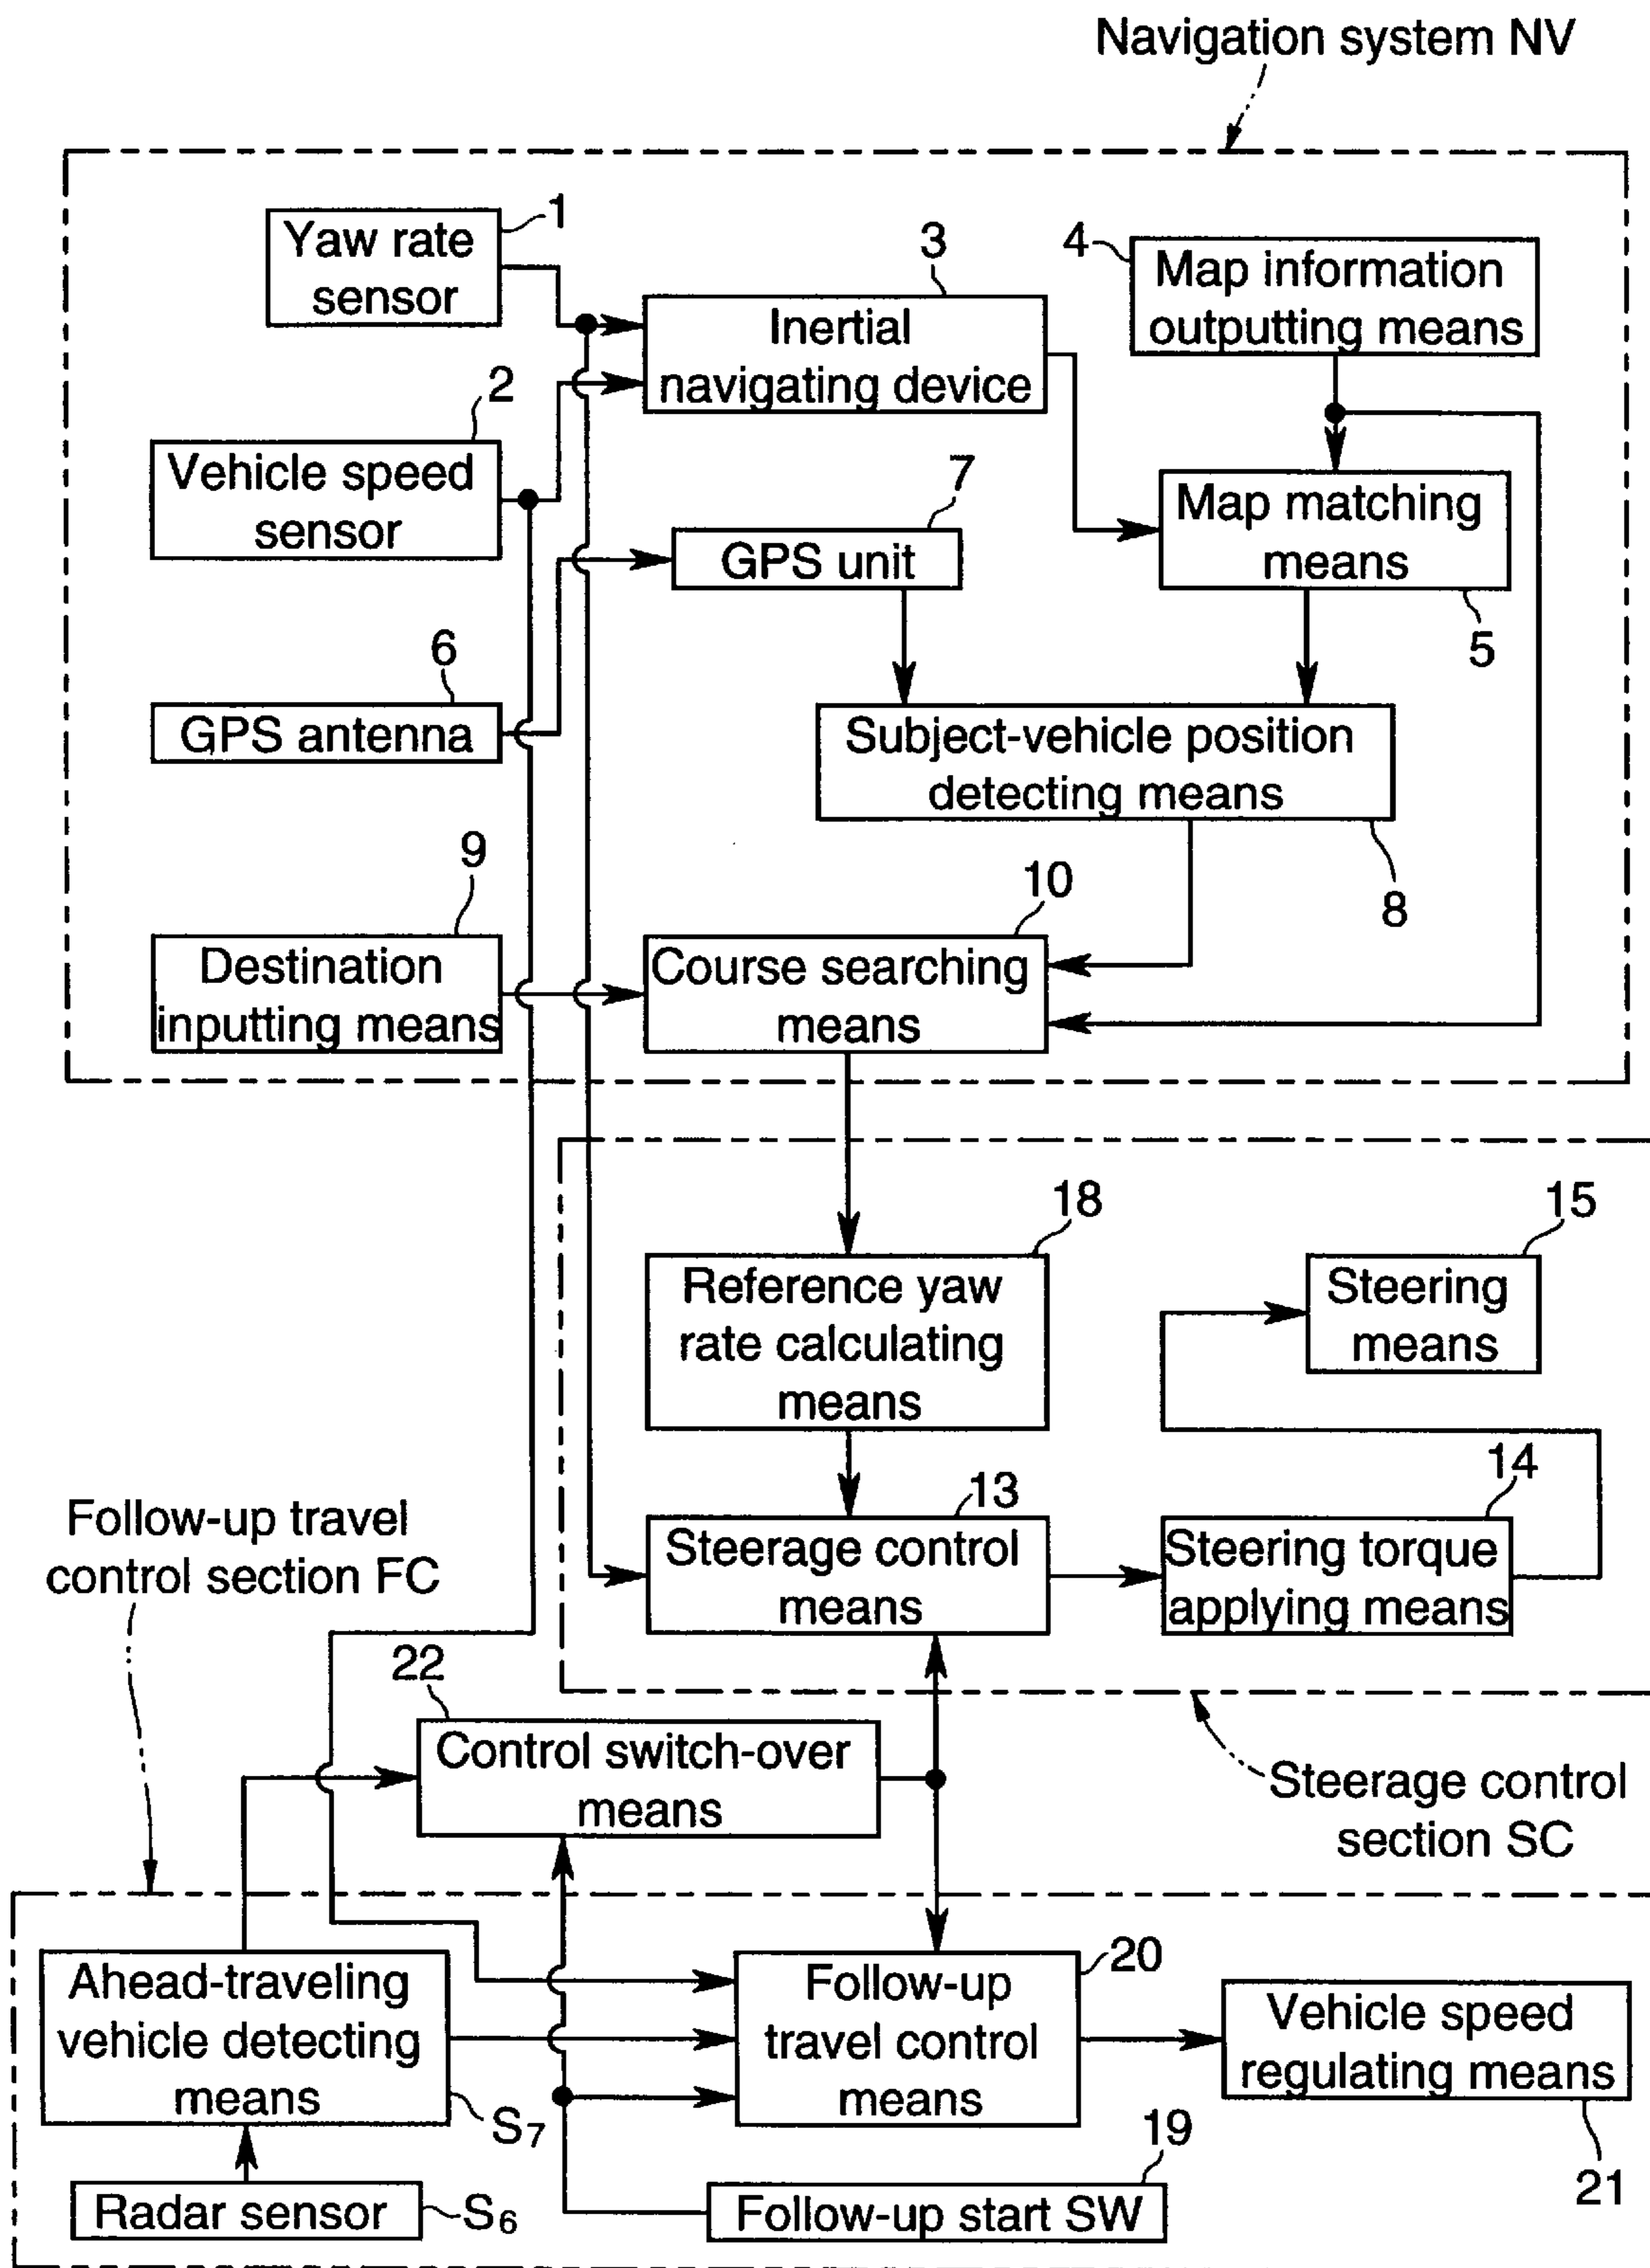 Navigation system NV
1
Yaw rate
sensor
3
Inertial
navigating device
4
Map information
outputting means
2
Vehicle speed
sensor
7
GPS unit
Map matching
means
5
6
GPS antenna
Subject-vehicle position
detecting means
8
9
Destination
inputting means
10
Course searching
means
18
Reference yaw
rate calculating
means
15
Steering
means
13
Steerage control
means
14
Steering torque
applying means
Follow-up travel
control section FC
22
Control switch-over
means
Steerage control
section SC
Ahead-traveling
vehicle detecting
means
S7
20
Follow-up
travel control
means
Vehicle speed
regulating means
21
Radar sensor
S6
19
Follow-up start SW